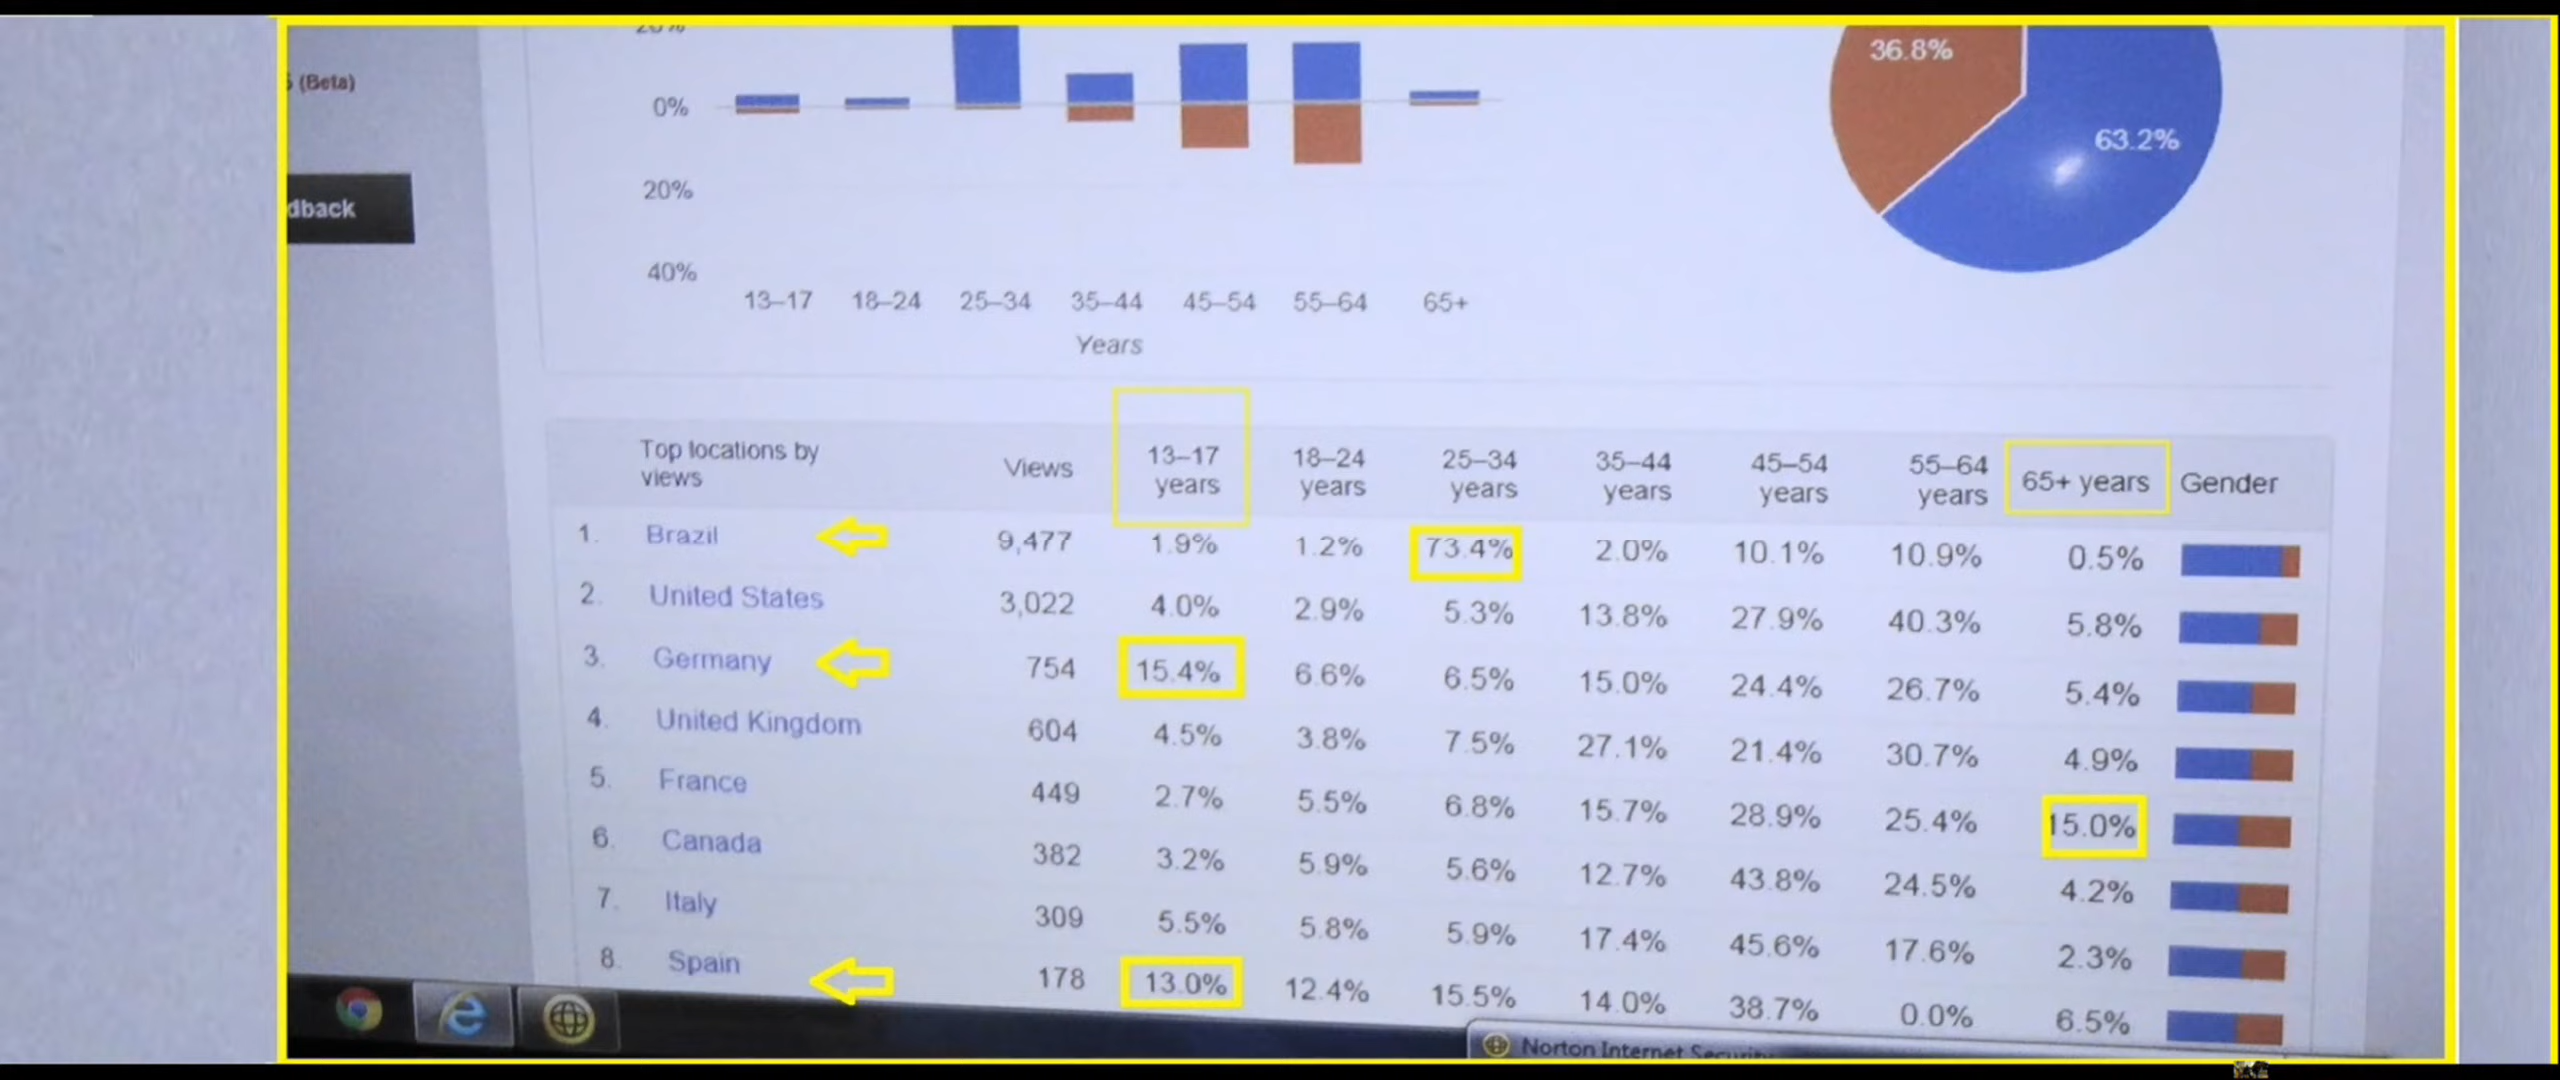 (Beta)
dback
0%
20%
40%
13–17 18–24 25–34 35–44 45–54 55–64 65+
Years
36.8%
63.2%
Top locations by views Views 13–17 years 18–24 years 25–34 years 35–44 years 45–54 years 55–64 years 65+ years Gender
1. Brazil 9,477 1.9% 1.2% 73.4% 2.0% 10.1% 10.9% 0.5%
2. United States 3,022 4.0% 2.9% 5.3% 13.8% 27.9% 40.3% 5.8%
3. Germany 754 15.4% 6.6% 6.5% 15.0% 24.4% 26.7% 5.4%
4. United Kingdom 604 4.5% 3.8% 7.5% 27.1% 21.4% 30.7% 4.9%
5. France 449 2.7% 5.5% 6.8% 15.7% 28.9% 25.4% 15.0%
6. Canada 382 3.2% 5.9% 5.6% 12.7% 43.8% 24.5% 4.2%
7. Italy 309 5.5% 5.8% 5.9% 17.4% 45.6% 17.6% 2.3%
8. Spain 178 13.0% 12.4% 15.5% 14.0% 38.7% 0.0% 6.5%
Norton Internet Security